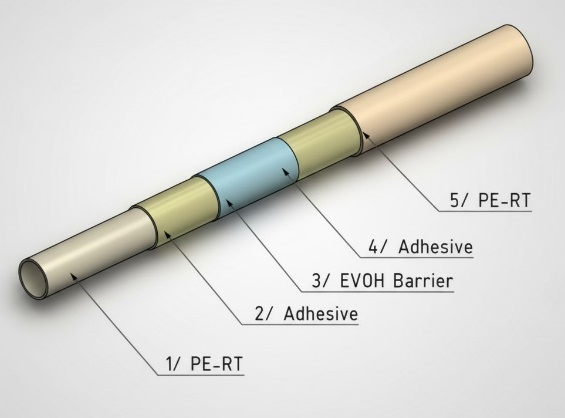 5/ PE-RT
4/ Adhesive
3/ EVOH Barrier
2/ Adhesive
1/ PE-RT